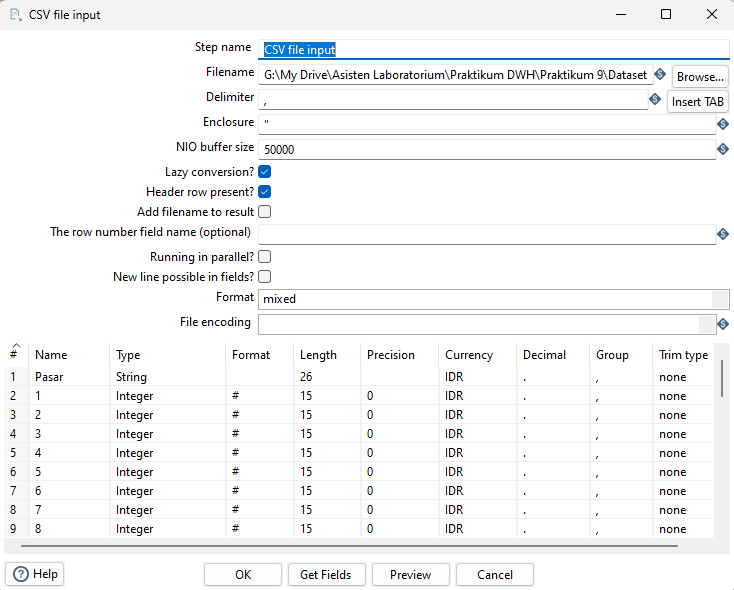 CSV file input
Step name CSV file input
Filename G:\My Drive\Asisten Laboratorium\Praktikum DWH\Praktikum 9\Dataset Browse...
Delimiter , Insert TAB
Enclosure "
NIO buffer size 50000
Lazy conversion?
Header row present?
Add filename to result
The row number field name (optional)
Running in parallel?
New line possible in fields?
Format mixed
File encoding
# Name Type Format Length Precision Currency Decimal Group Trim type
1 Pasar String 26 IDR . , none
2 1 Integer # 15 0 IDR . , none
3 2 Integer # 15 0 IDR . , none
4 3 Integer # 15 0 IDR . , none
5 4 Integer # 15 0 IDR . , none
6 5 Integer # 15 0 IDR . , none
7 6 Integer # 15 0 IDR . , none
8 7 Integer # 15 0 IDR . , none
9 8 Integer # 15 0 IDR . , none
Help OK Get Fields Preview Cancel